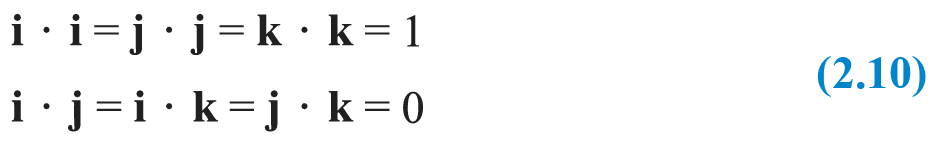 i · i = j · j = k · k = 1
(2.10)
i · j = i · k = j · k = 0